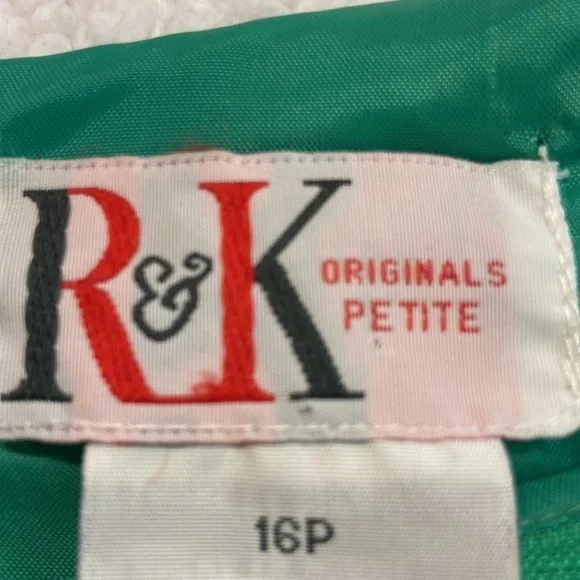 R&K
ORIGINALS
PETITE
16P